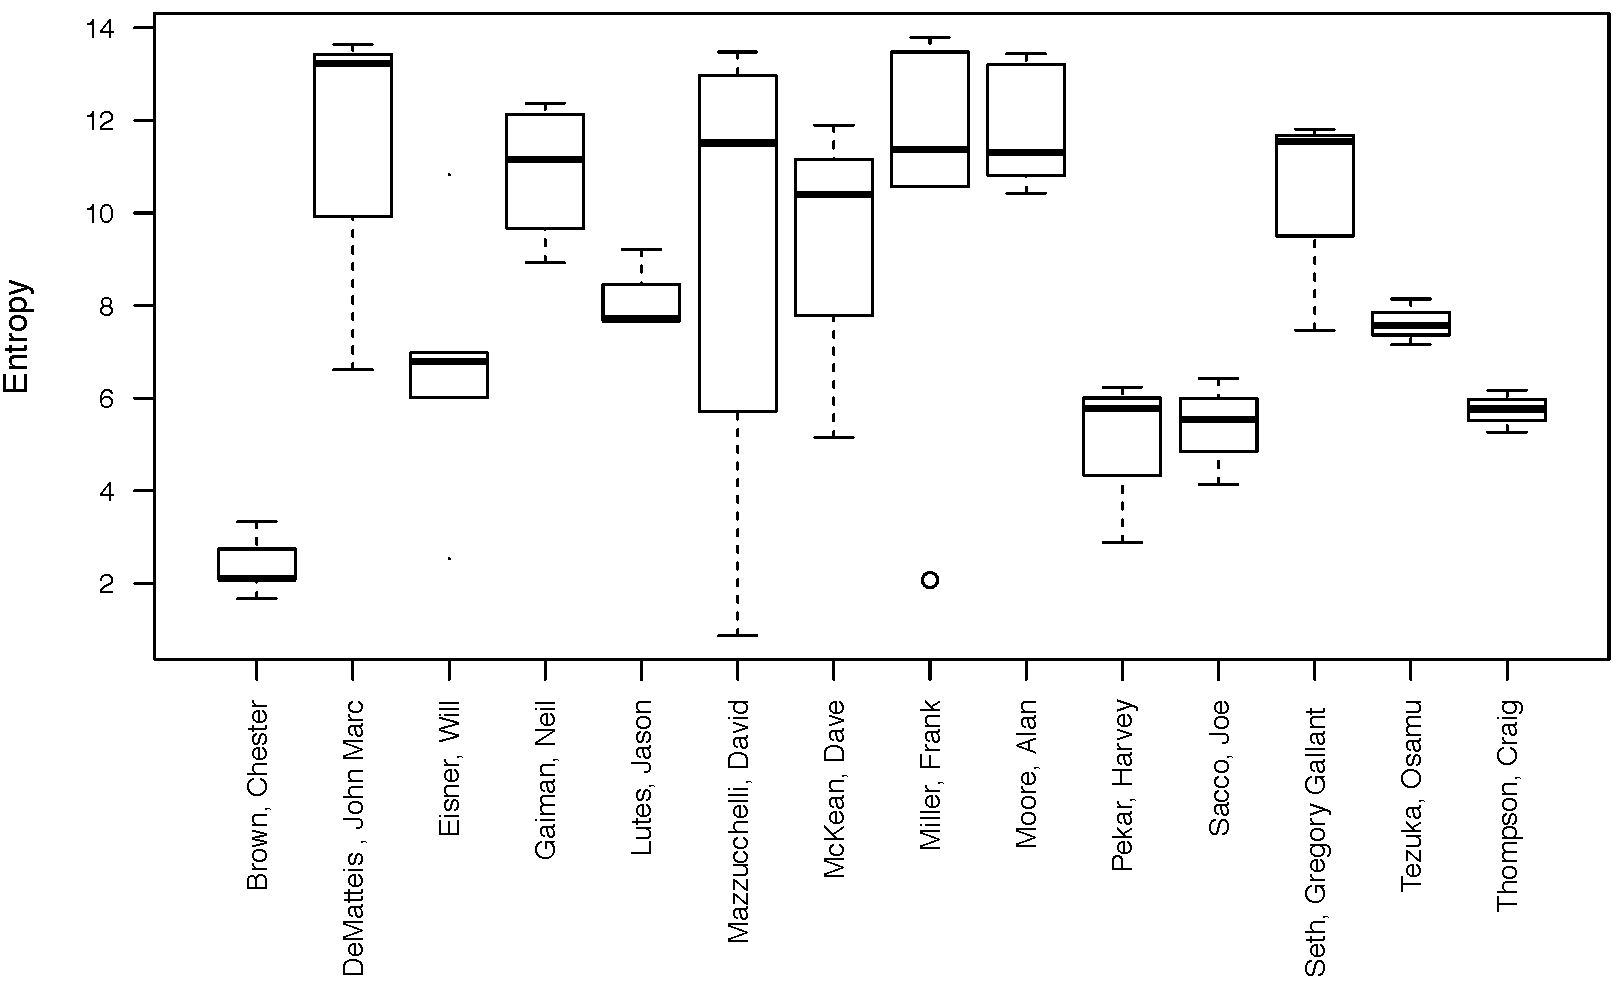 Entropy
14
12
10
8
6
4
2
Brown, Chester
DeMatteis , John Marc
Eisner, Will
Gaiman, Neil
Lutes, Jason
Mazzucchelli, David
McKean, Dave
Miller, Frank
Moore, Alan
Pekar, Harvey
Sacco, Joe
Seth, Gregory Gallant
Tezuka, Osamu
Thompson, Craig